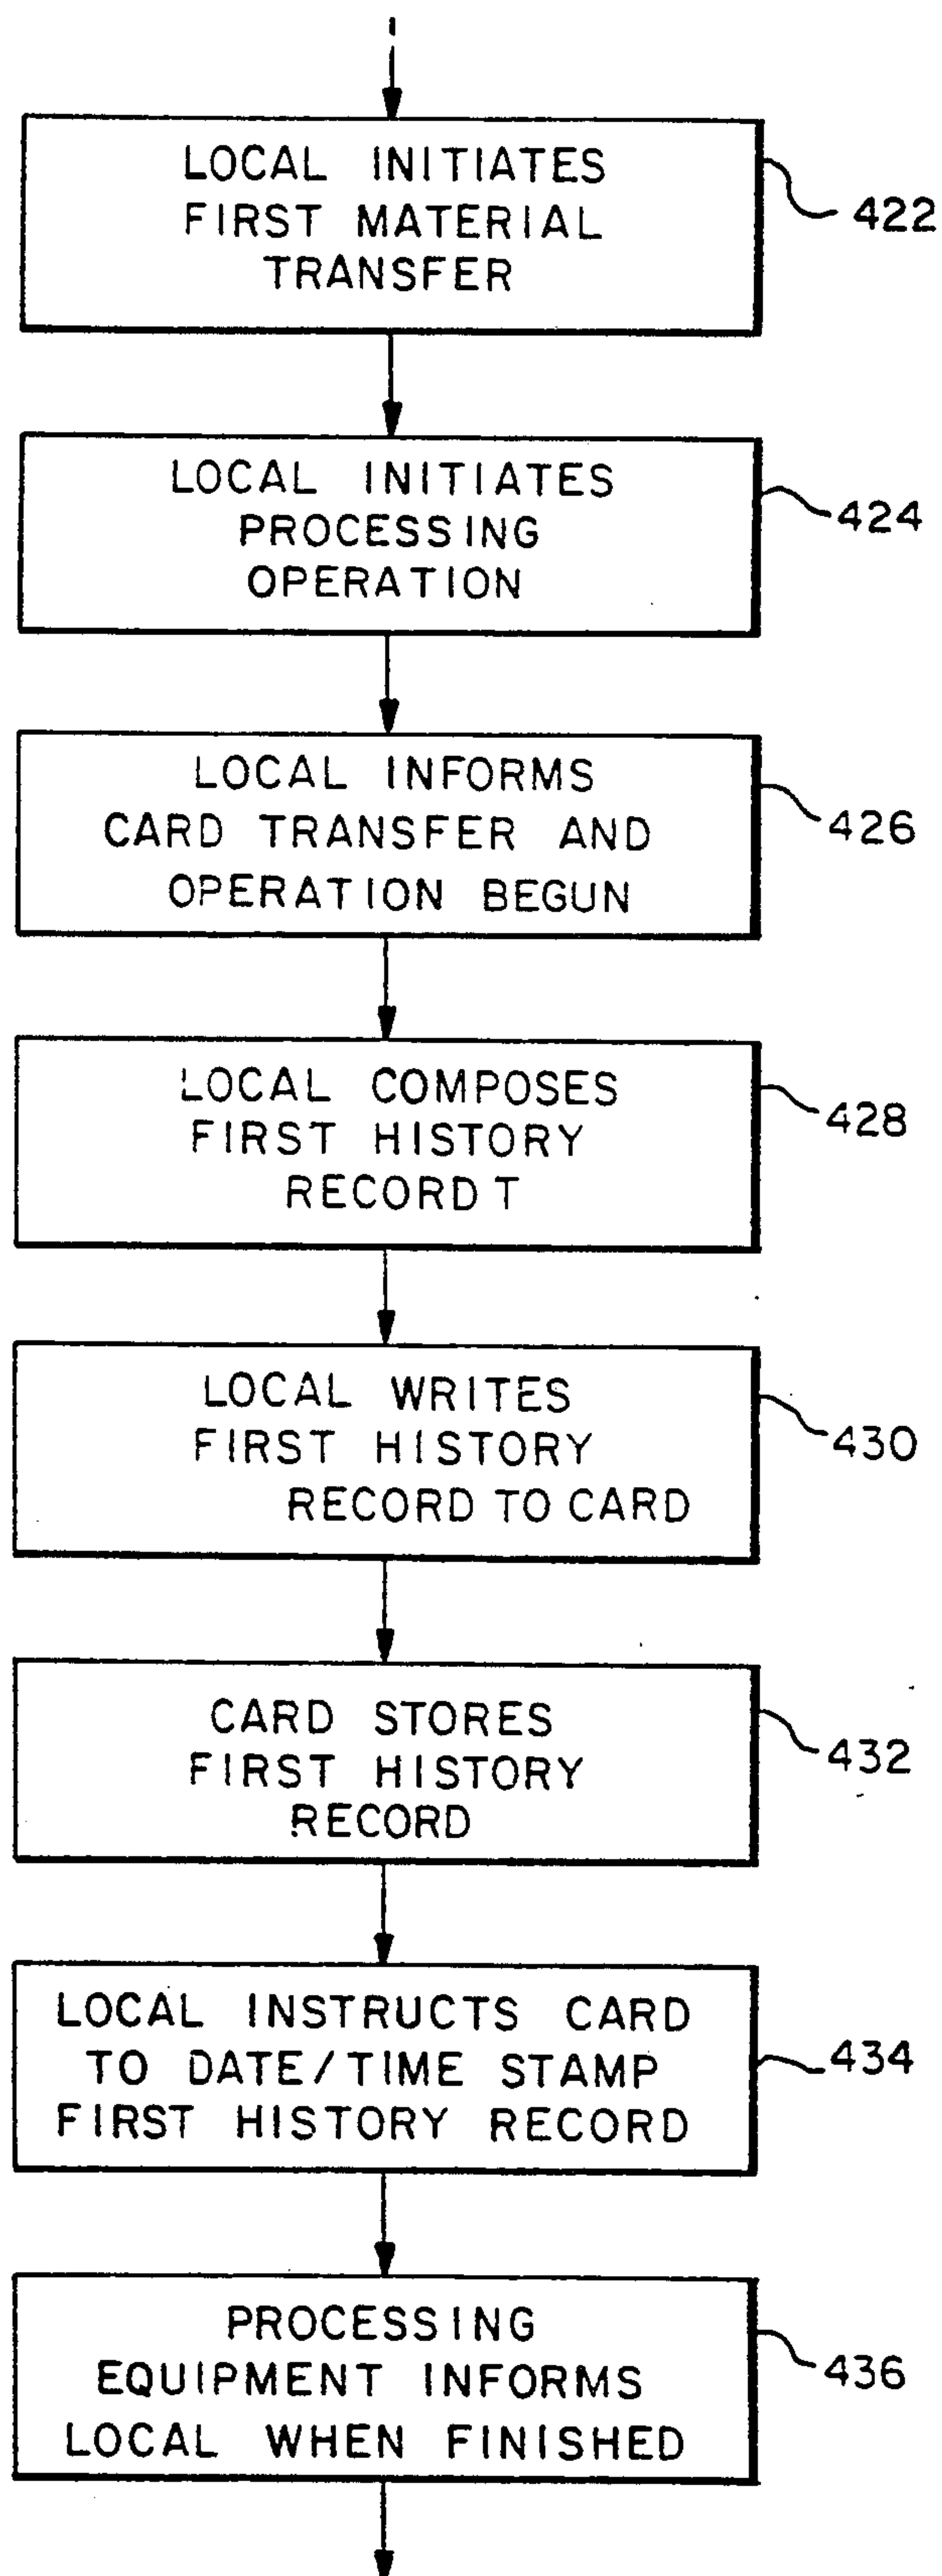 LOCAL INITIATES
FIRST MATERIAL
TRANSFER
422
LOCAL INITIATES
PROCESSING
OPERATION
424
LOCAL INFORMS
CARD TRANSFER AND
OPERATION BEGUN
426
LOCAL COMPOSES
FIRST HISTORY
RECORD T
428
LOCAL WRITES
FIRST HISTORY
RECORD TO CARD
430
CARD STORES
FIRST HISTORY
RECORD
432
LOCAL INSTRUCTS CARD
TO DATE/TIME STAMP
FIRST HISTORY RECORD
434
PROCESSING
EQUIPMENT INFORMS
LOCAL WHEN FINISHED
436